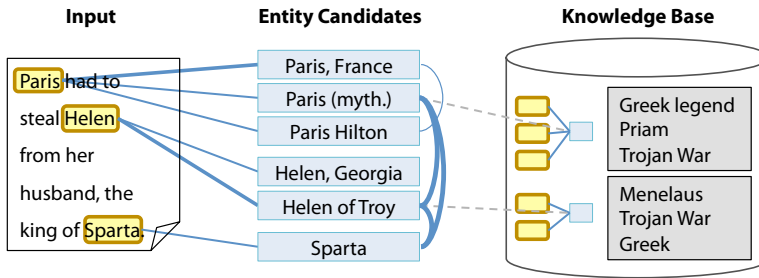 Input
Paris had to
steal Helen
from her
husband, the
king of Sparta.
Entity Candidates
Paris, France
Paris (myth.)
Paris Hilton
Helen, Georgia
Helen of Troy
Sparta
Knowledge Base
Greek legend
Priam
Trojan War
Menelaus
Trojan War
Greek